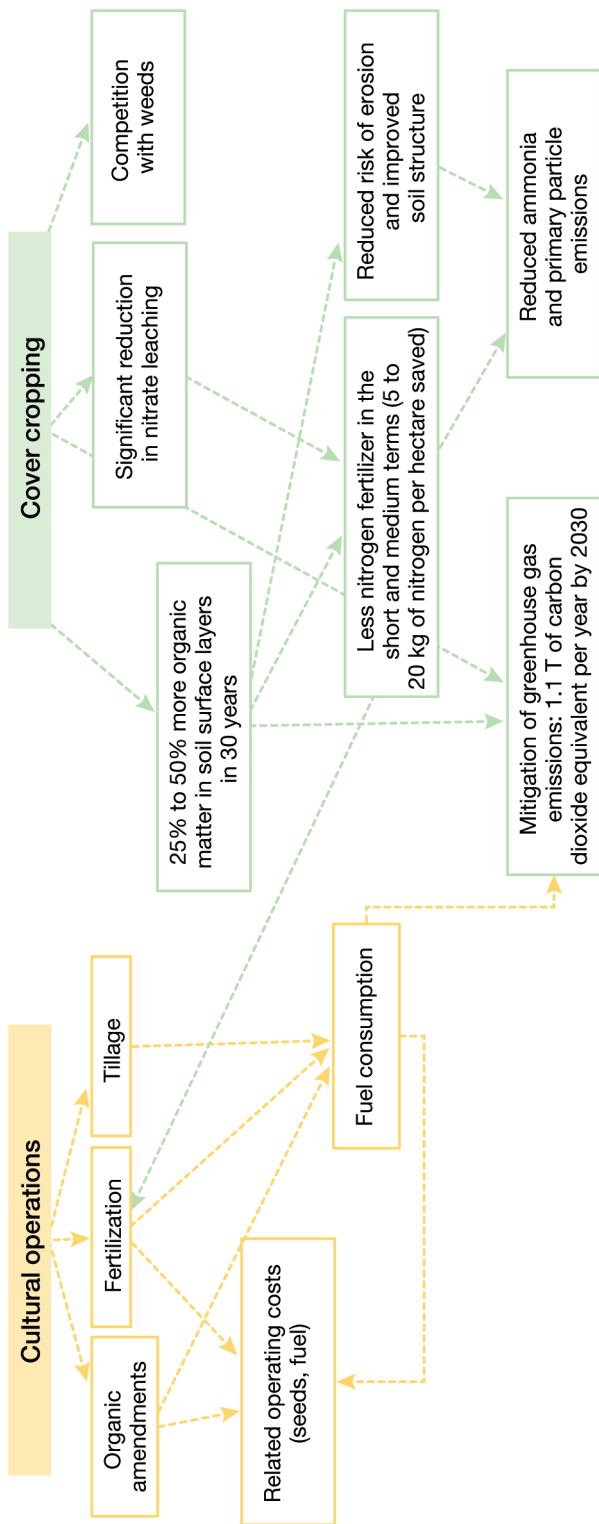 Cultural operations
Cover cropping
Organic
amendments
Fertilization
Tillage
25% to 50% more organic
matter in soil surface layers
in 30 years
Significant reduction
in nitrate leaching
Competition
with weeds
Related operating costs
(seeds, fuel)
Fuel consumption
Less nitrogen fertilizer in the
short and medium terms (5 to
20 kg of nitrogen per hectare saved)
Reduced risk of erosion
and improved
soil structure
Mitigation of greenhouse gas
emissions: 1.1 T of carbon
dioxide equivalent per year by 2030
Reduced ammonia
and primary particle
emissions